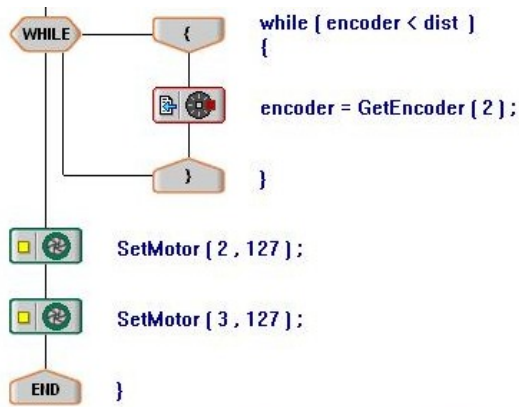 WHILE { while ( encoder < dist )
{
encoder = GetEncoder ( 2 ) ;
} }
SetMotor ( 2 , 127 ) ;
SetMotor ( 3 , 127 ) ;
END }